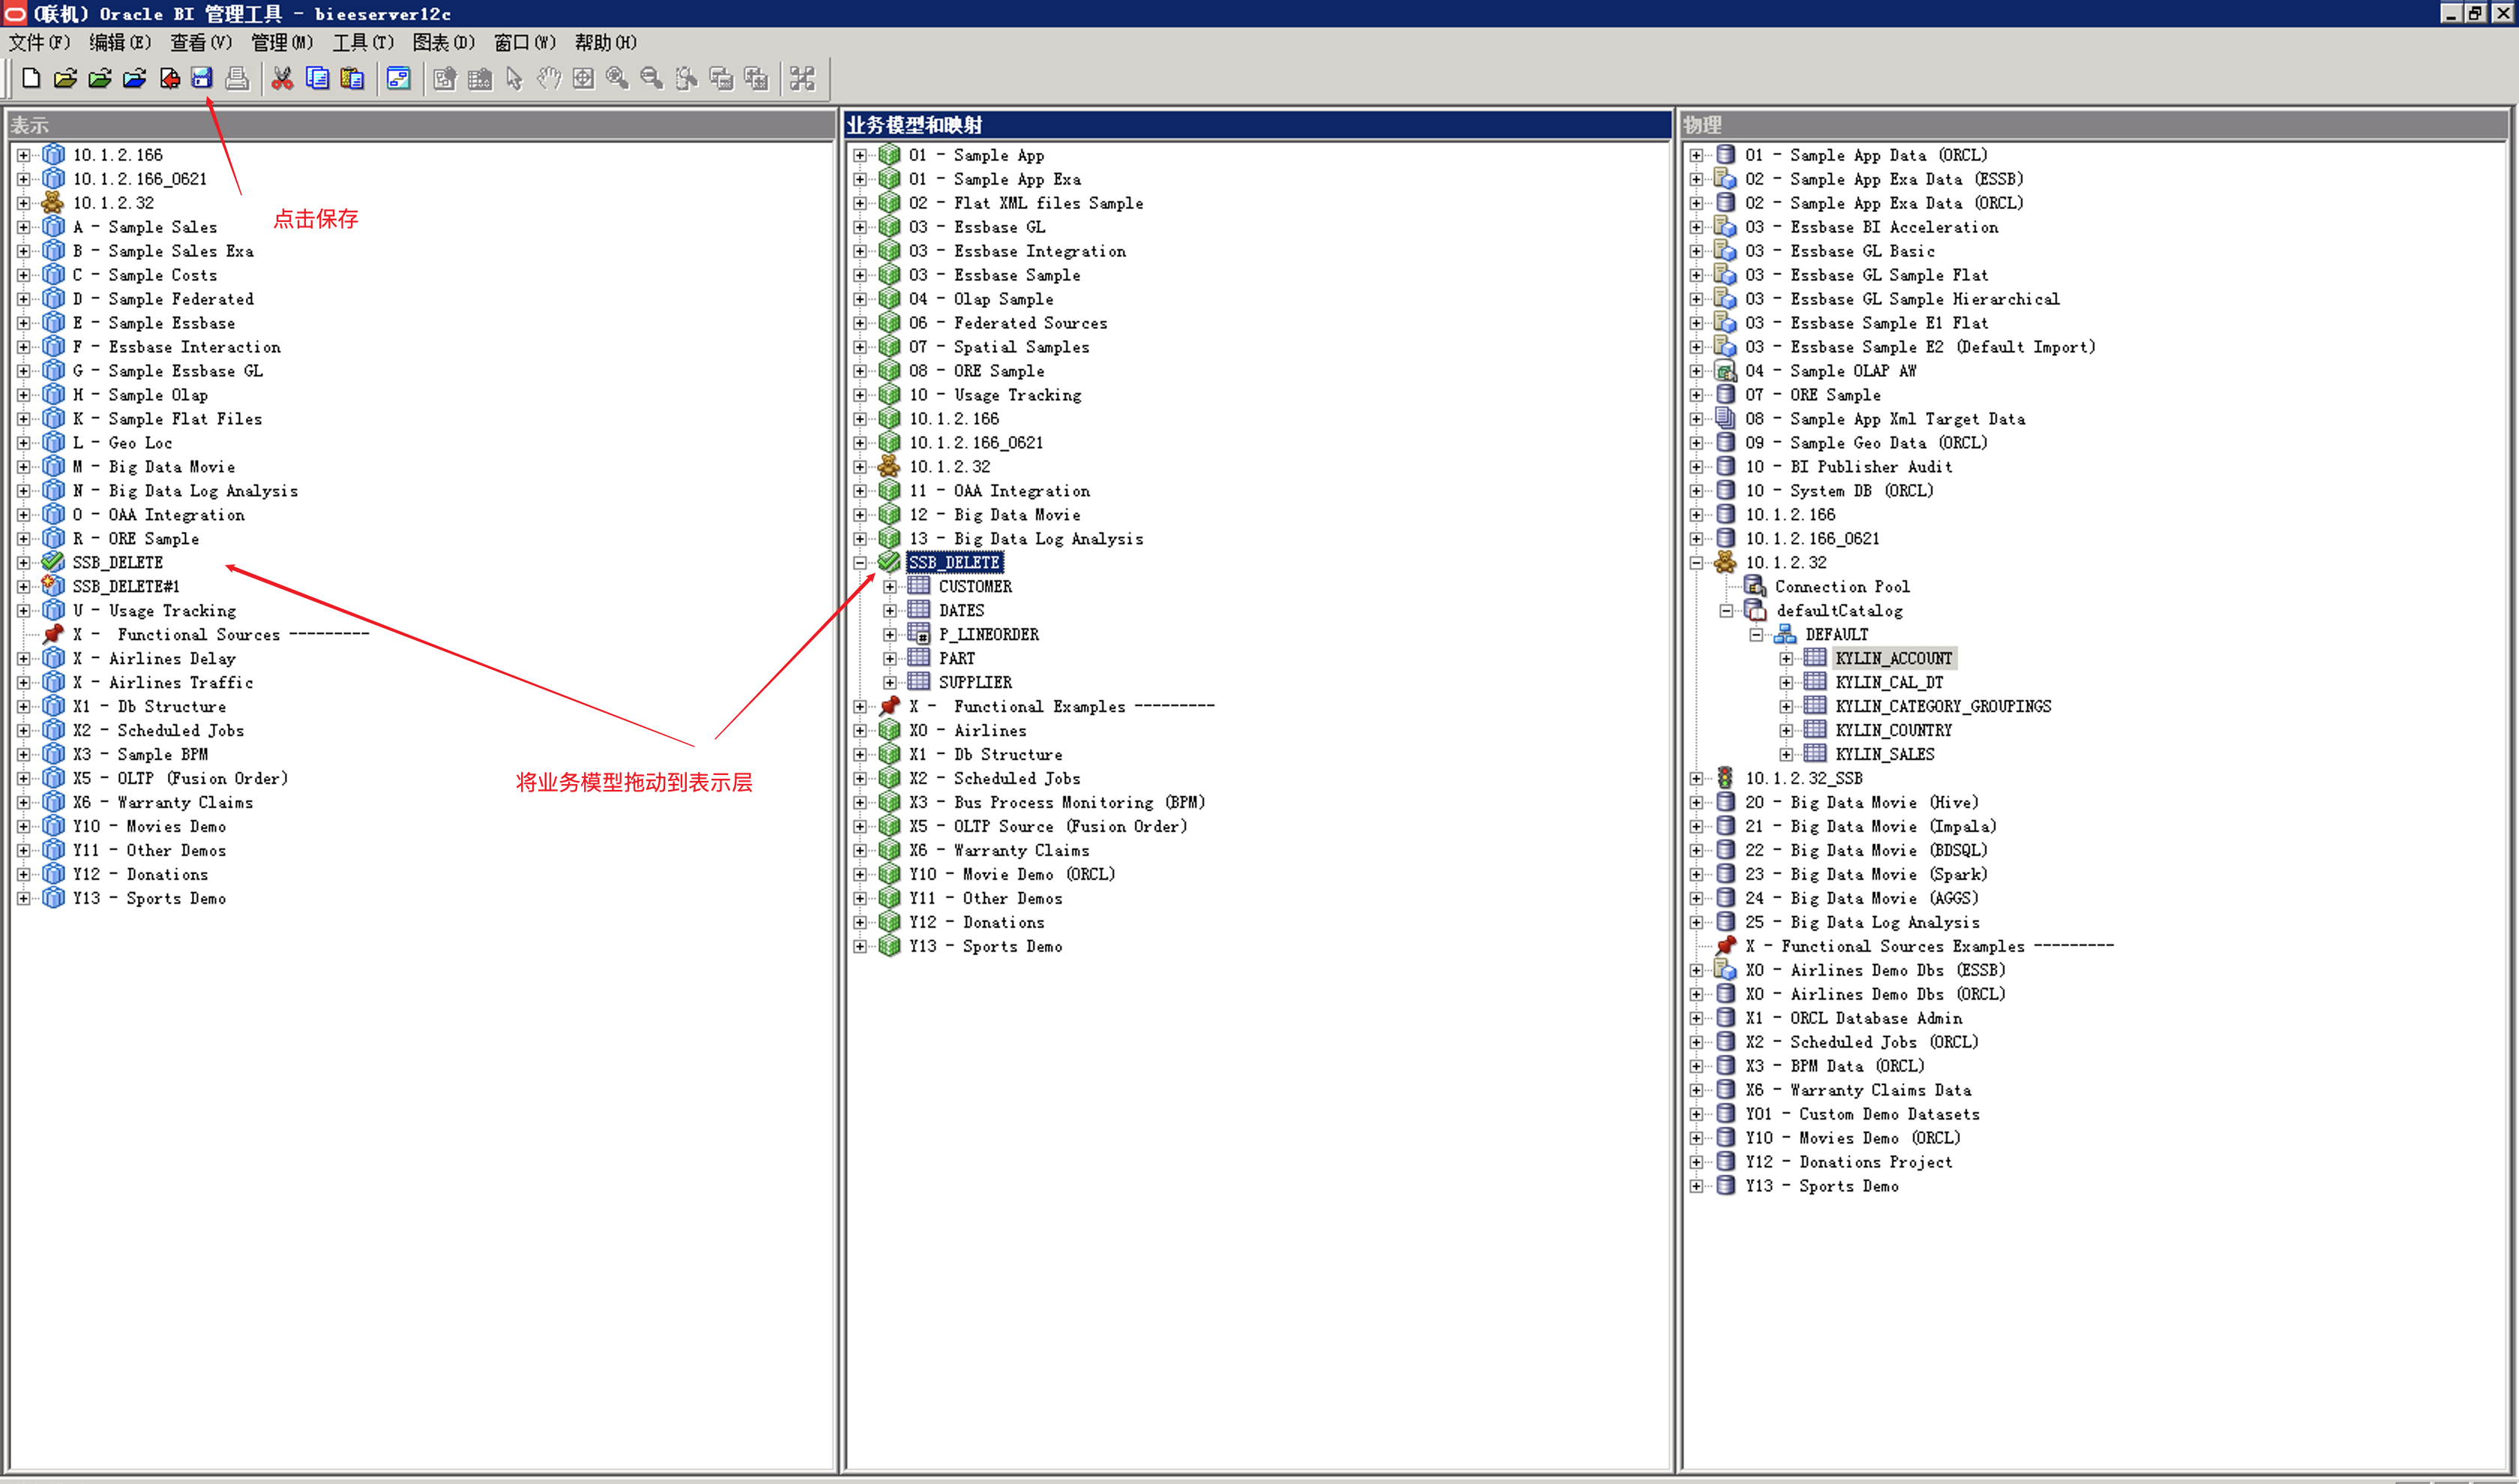 (联机) Oracle BI 管理工具 - bieeserver12c
文件(F) 编辑(E) 查看(V) 管理(M) 工具(T) 图表(D) 窗口(W) 帮助(H)
点击保存
将业务模型拖动到表示层
表示
10.1.2.166
10.1.2.166_0621
10.1.2.32
A - Sample Sales
B - Sample Sales Exa
C - Sample Costs
D - Sample Federated
E - Sample Essbase
F - Essbase Interaction
G - Sample Essbase GL
H - Sample Olap
K - Sample Flat Files
L - Geo Loc
M - Big Data Movie
N - Big Data Log Analysis
O - OAA Integration
R - ORE Sample
SSB_DELETE
SSB_DELETE#1
U - Usage Tracking
X -  Functional Sources ---------
X - Airlines Delay
X - Airlines Traffic
X1 - Db Structure
X2 - Scheduled Jobs
X3 - Sample BPM
X5 - OLTP (Fusion Order)
X6 - Warranty Claims
Y10 - Movies Demo
Y11 - Other Demos
Y12 - Donations
Y13 - Sports Demo
业务模型和映射
01 - Sample App
01 - Sample App Exa
02 - Flat XML files Sample
03 - Essbase GL
03 - Essbase Integration
03 - Essbase Sample
04 - Olap Sample
06 - Federated Sources
07 - Spatial Samples
08 - ORE Sample
10 - Usage Tracking
10.1.2.166
10.1.2.166_0621
10.1.2.32
11 - OAA Integration
12 - Big Data Movie
13 - Big Data Log Analysis
SSB_DELETE
CUSTOMER
DATES
P_LINEORDER
PART
SUPPLIER
X -  Functional Examples ---------
X0 - Airlines
X1 - Db Structure
X2 - Scheduled Jobs
X3 - Bus Process Monitoring (BPM)
X5 - OLTP Source (Fusion Order)
X6 - Warranty Claims
Y10 - Movie Demo (ORCL)
Y11 - Other Demos
Y12 - Donations
Y13 - Sports Demo
物理
01 - Sample App Data (ORCL)
02 - Sample App Exa Data (ESSB)
02 - Sample App Exa Data (ORCL)
03 - Essbase BI Acceleration
03 - Essbase GL Basic
03 - Essbase GL Sample Flat
03 - Essbase GL Sample Hierarchical
03 - Essbase Sample E1 Flat
03 - Essbase Sample E2 (Default Import)
04 - Sample OLAP AW
07 - ORE Sample
08 - Sample App Xml Target Data
09 - Sample Geo Data (ORCL)
10 - BI Publisher Audit
10 - System DB (ORCL)
10.1.2.166
10.1.2.166_0621
10.1.2.32
Connection Pool
defaultCatalog
DEFAULT
KYLIN_ACCOUNT
KYLIN_CAL_DT
KYLIN_CATEGORY_GROUPINGS
KYLIN_COUNTRY
KYLIN_SALES
10.1.2.32_SSB
20 - Big Data Movie (Hive)
21 - Big Data Movie (Impala)
22 - Big Data Movie (BDSQL)
23 - Big Data Movie (Spark)
24 - Big Data Movie (AGGS)
25 - Big Data Log Analysis
X - Functional Sources Examples ---------
X0 - Airlines Demo Dbs (ESSB)
X0 - Airlines Demo Dbs (ORCL)
X1 - ORCL Database Admin
X2 - Scheduled Jobs (ORCL)
X3 - BPM Data (ORCL)
X6 - Warranty Claims Data
Y01 - Custom Demo Datasets
Y10 - Movies Demo (ORCL)
Y12 - Donations Project
Y13 - Sports Demo